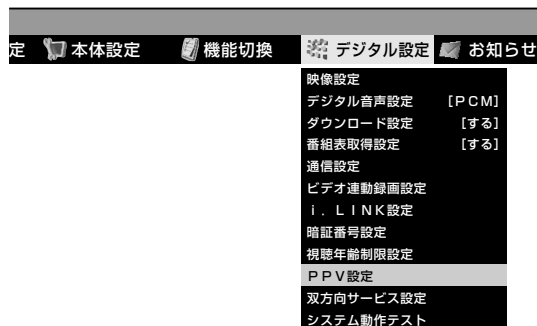 定 本体設定 機能切換 デジタル設定 お知らせ
映像設定
デジタル音声設定 [PCM]
ダウンロード設定 [する]
番組表取得設定 [する]
通信設定
ビデオ連動録画設定
i．LINK設定
暗証番号設定
視聴年齢制限設定
PPV設定
双方向サービス設定
システム動作テスト